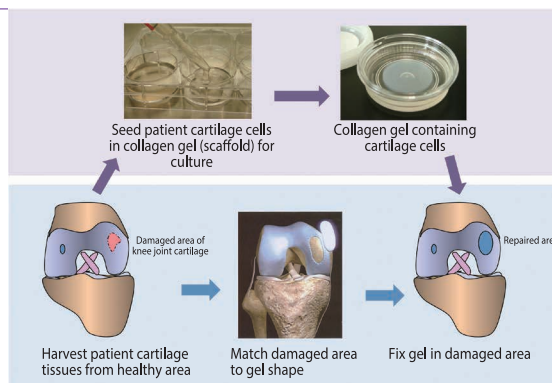 Seed patient cartilage cells
in collagen gel (scaffold) for
culture
Collagen gel containing
cartilage cells
Damaged area of
knee joint cartilage
Repaired
Harvest patient cartilage
tissues from healthy area
Match damaged area
to gel shape
Fix gel in damaged area